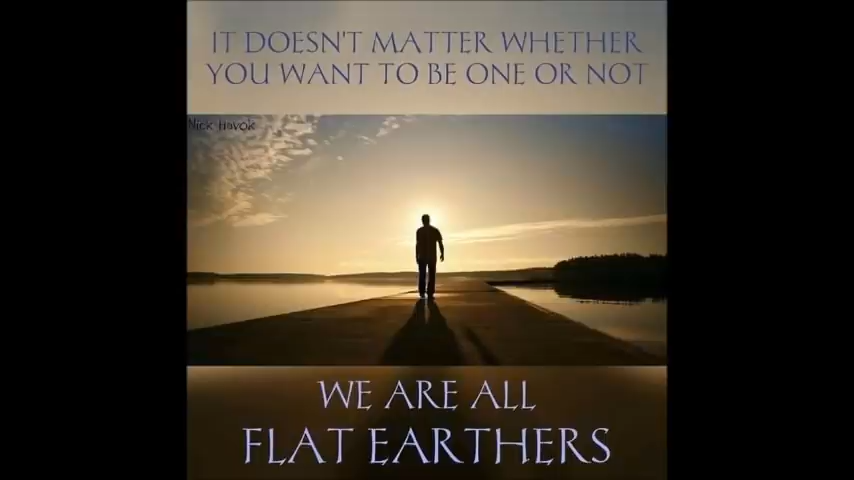 IT DOESN'T MATTER WHETHER
YOU WANT TO BE ONE OR NOT
Nick Havok
WE ARE ALL
FLAT EARTHERS